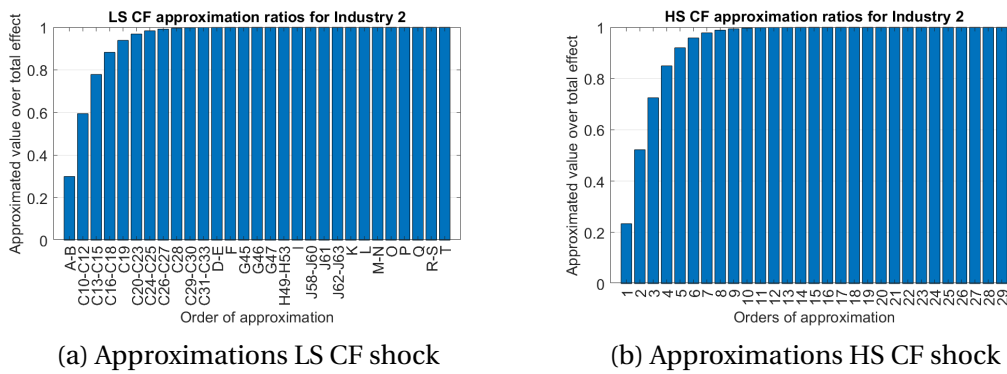 LS CF approximation ratios for Industry 2
Approximated value over total effect
1
0.8
0.6
0.4
0.2
0
A-B
C10-C12
C13-C15
C16-C18
C19
C20-C23
C24-C25
C26-C27
C28
C29-C30
C31-C33
D-E
F
G45
G46
G47
H49-H53
I
J58-J60
J61
J62-J63
K
L
M-N
O
P
Q
R-S
T
Order of approximation
(a) Approximations LS CF shock
HS CF approximation ratios for Industry 2
Approximated value over total effect
1
0.8
0.6
0.4
0.2
0
1
2
3
4
5
6
7
8
9
10
11
12
13
14
15
16
17
18
19
20
21
22
23
24
25
26
27
28
29
Orders of approximation
(b) Approximations HS CF shock